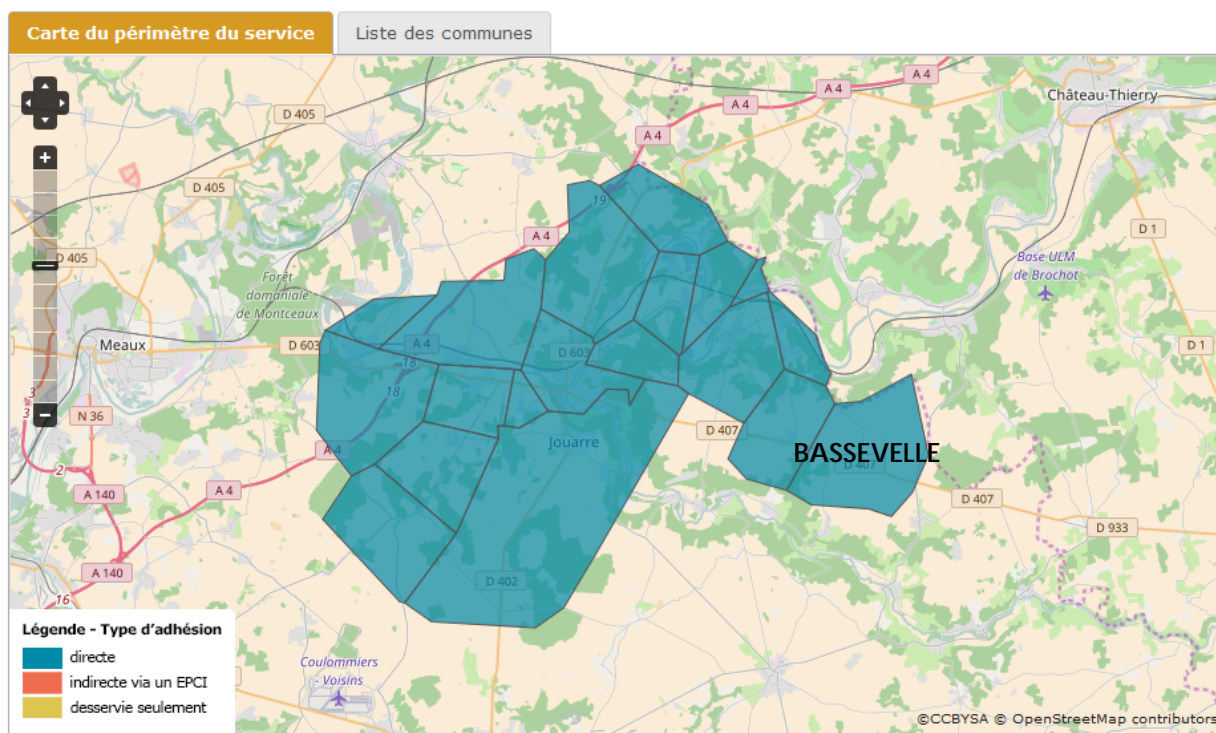 Carte du périmètre du service
Liste des communes
A 4
A 4
A 4
Château-Thierry
D 405
D 405
19
A 4
D 1
D 405
Base ULM
de Brochot
Forêt
domaniale
de Montceaux
Meaux
D 603
A 4
D 603
D 1
18
18
3
3
N 36
D 407
Jouarre
A 4
BASSEVELLE
D 407
2
A 140
A 4
D 407
D 933
A 140
D 402
16
Légende - Type d'adhésion
directe
indirecte via un EPCI
desservie seulement
Coulommiers
- Voisins
©CCBYSA © OpenStreetMap contributors